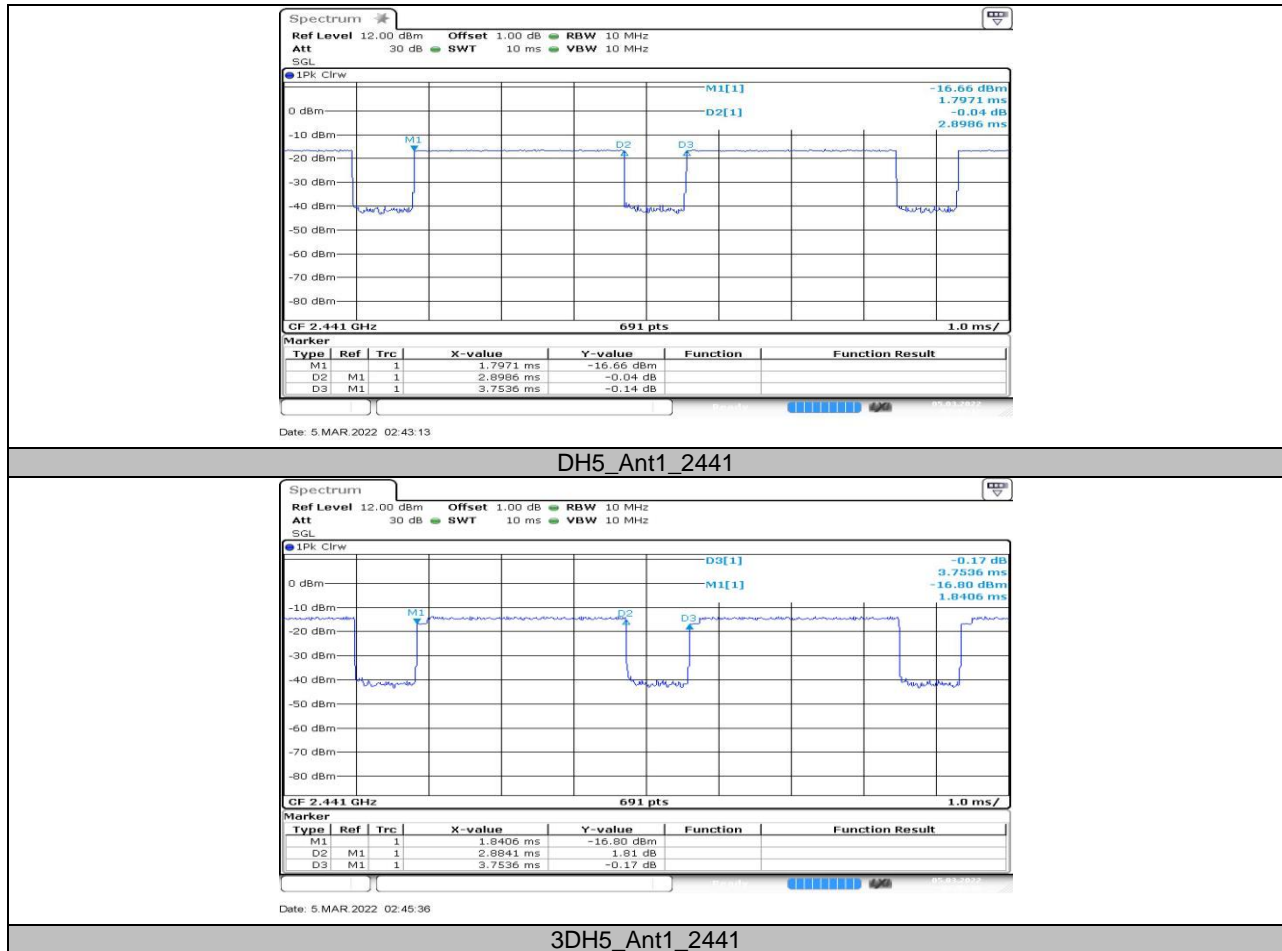 Spectrum
Ref Level 12.00 dBm Offset 1.00 dB RBW 10 MHz
Att 30 dB SWT 10 ms VBW 10 MHz
SGL
1Pk Clrw
M1[1] -16.66 dBm
1.7971 ms
D2[1] -0.04 dB
2.8986 ms
0 dBm
-10 dBm
M1 D2 D3
-20 dBm
-30 dBm
-40 dBm
-50 dBm
-60 dBm
-70 dBm
-80 dBm
CF 2.441 GHz 691 pts 1.0 ms/
Marker
Type Ref Trc X-value Y-value Function Function Result
M1 1 1.7971 ms -16.66 dBm
D2 M1 1 2.8986 ms -0.04 dB
D3 M1 1 3.7536 ms -0.14 dB
Date: 5.MAR.2022 02:43:13
DH5_Ant1_2441
Spectrum
Ref Level 12.00 dBm Offset 1.00 dB RBW 10 MHz
Att 30 dB SWT 10 ms VBW 10 MHz
SGL
1Pk Clrw
D3[1] -0.17 dB
3.7536 ms
M1[1] -16.80 dBm
1.8406 ms
0 dBm
-10 dBm
M1 D2 D3
-20 dBm
-30 dBm
-40 dBm
-50 dBm
-60 dBm
-70 dBm
-80 dBm
CF 2.441 GHz 691 pts 1.0 ms/
Marker
Type Ref Trc X-value Y-value Function Function Result
M1 1 1.8406 ms -16.80 dBm
D2 M1 1 2.8841 ms 1.81 dB
D3 M1 1 3.7536 ms -0.17 dB
Date: 5.MAR.2022 02:45:36
3DH5_Ant1_2441